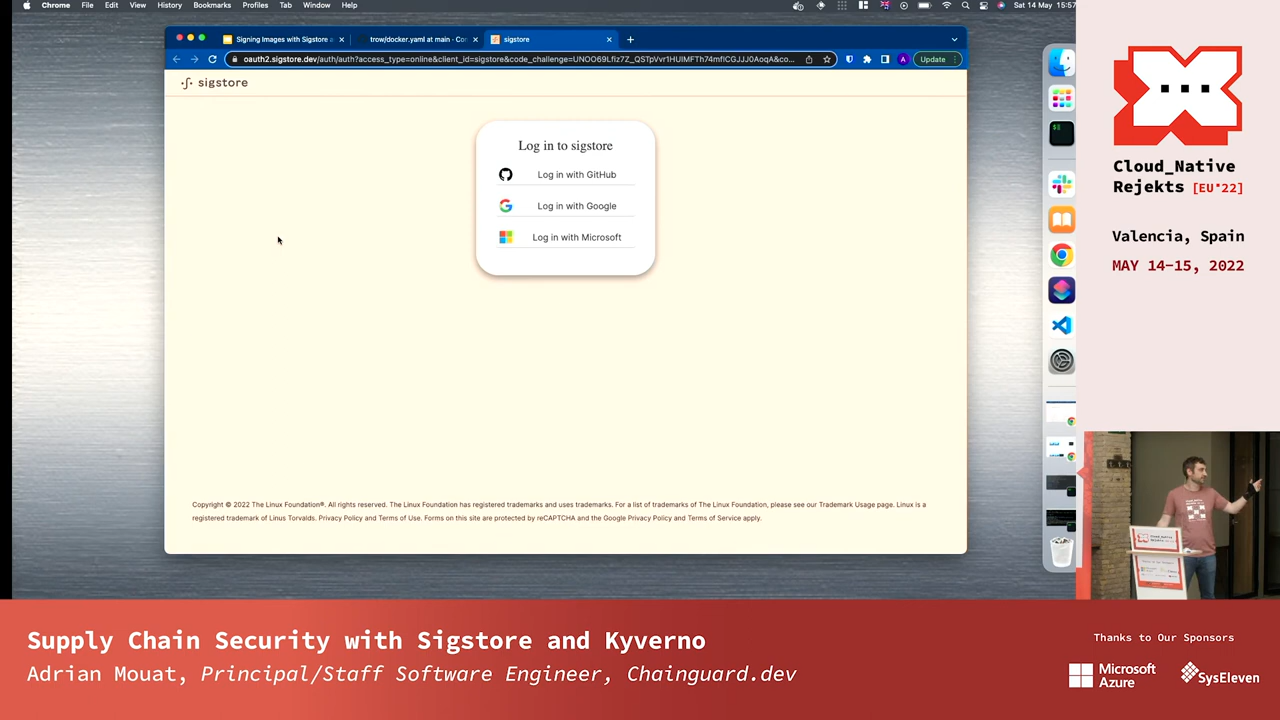 Chrome File Edit View History Bookmarks Profiles Tab Window Help
Sat 14 May 15:57
Signing Images with Sigstore a
trow/docker.yaml at main · Co
sigstore
sigstore
Log in to sigstore
Log in with GitHub
Log in with Google
Log in with Microsoft
Copyright © 2022 The Linux Foundation®. All rights reserved. The Linux Foundation has registered trademarks and uses trademarks. For a list of trademarks of The Linux Foundation, please see our Trademark Usage page. Linux is a
registered trademark of Linus Torvalds. Privacy Policy and Terms of Use. Forms on this site are protected by reCAPTCHA and the Google Privacy Policy and Terms of Service apply.
A
Update
Cloud_Native
Rejekts [EU*22]
Valencia, Spain
MAY 14-15, 2022
Cloud_Native
Rejekts
Supply Chain Security with Sigstore and Kyverno
Adrian Mouat, Principal/Staff Software Engineer, Chainguard.dev
Thanks to Our Sponsors
Microsoft
Azure
SysEleven